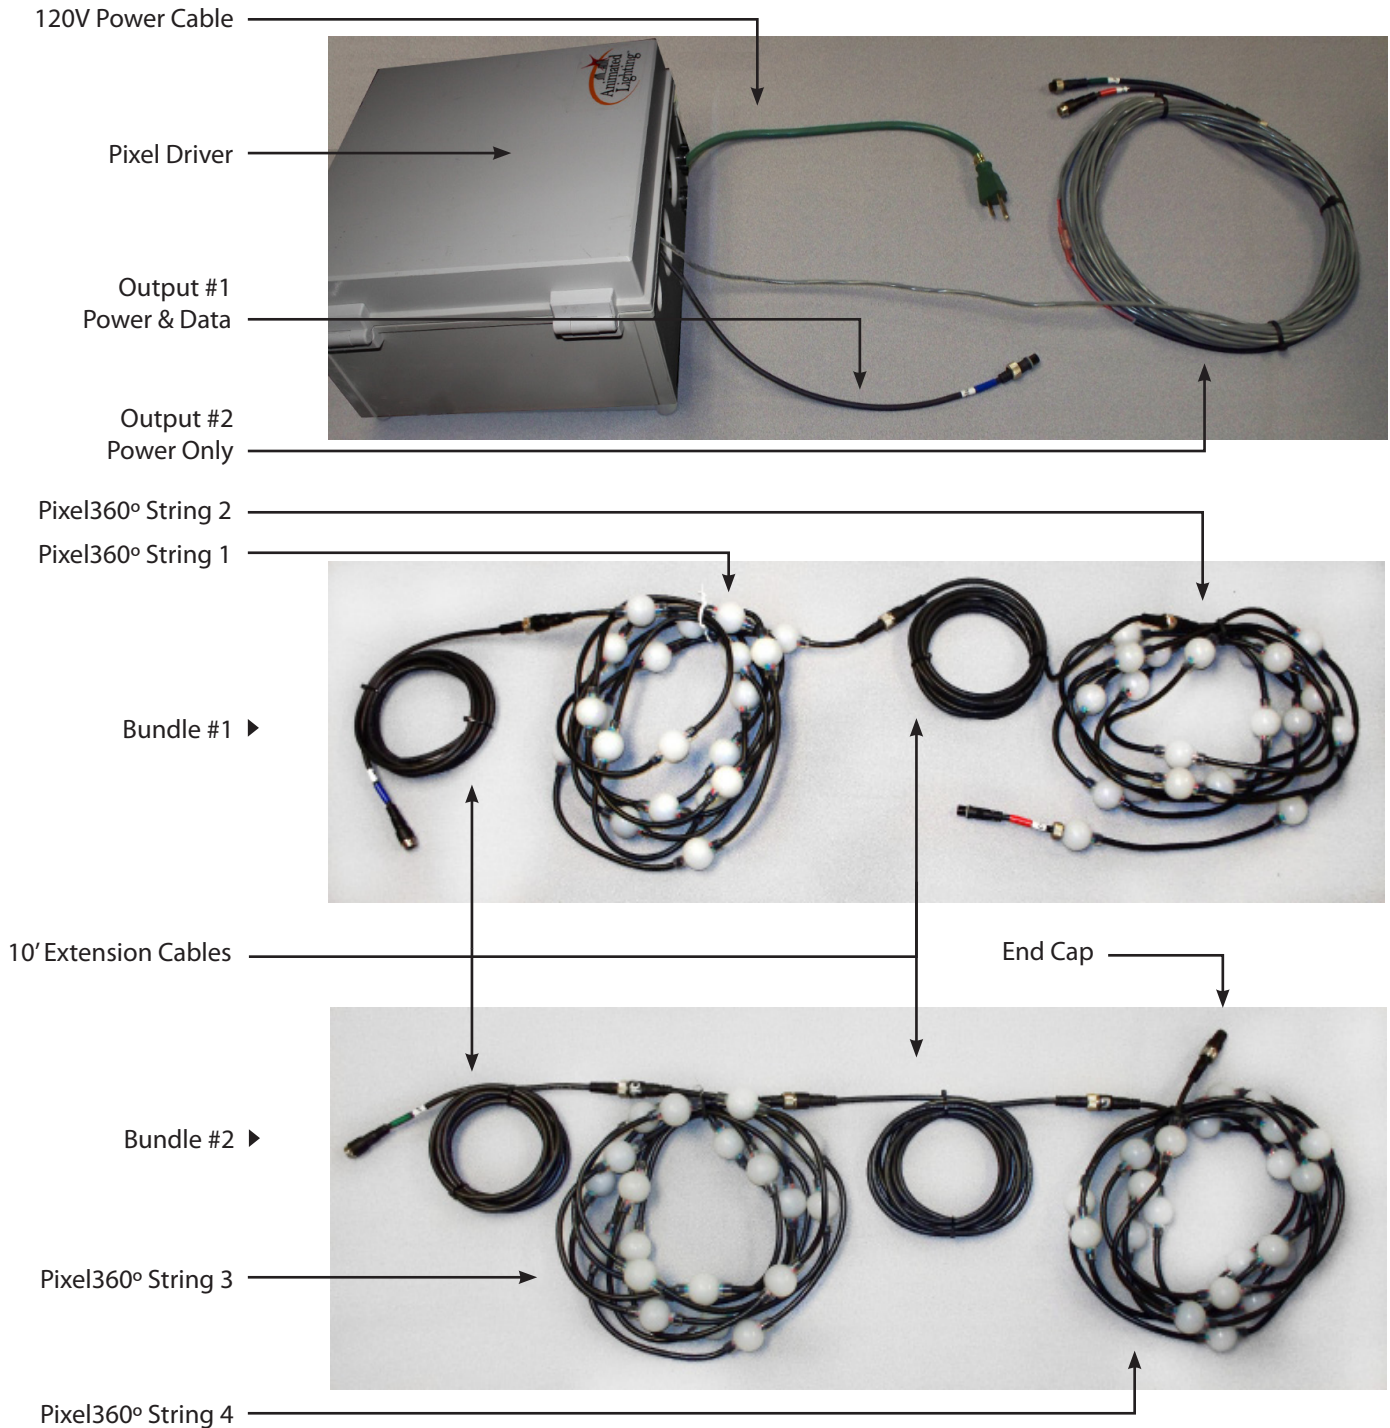 120V Power Cable
Animated
Lighting
Pixel Driver
Output #1
Power & Data
Output #2
Power Only
Pixel360º String 2
Pixel360º String 1
Bundle #1
10' Extension Cables
End Cap
Bundle #2
Pixel360º String 3
Pixel360º String 4